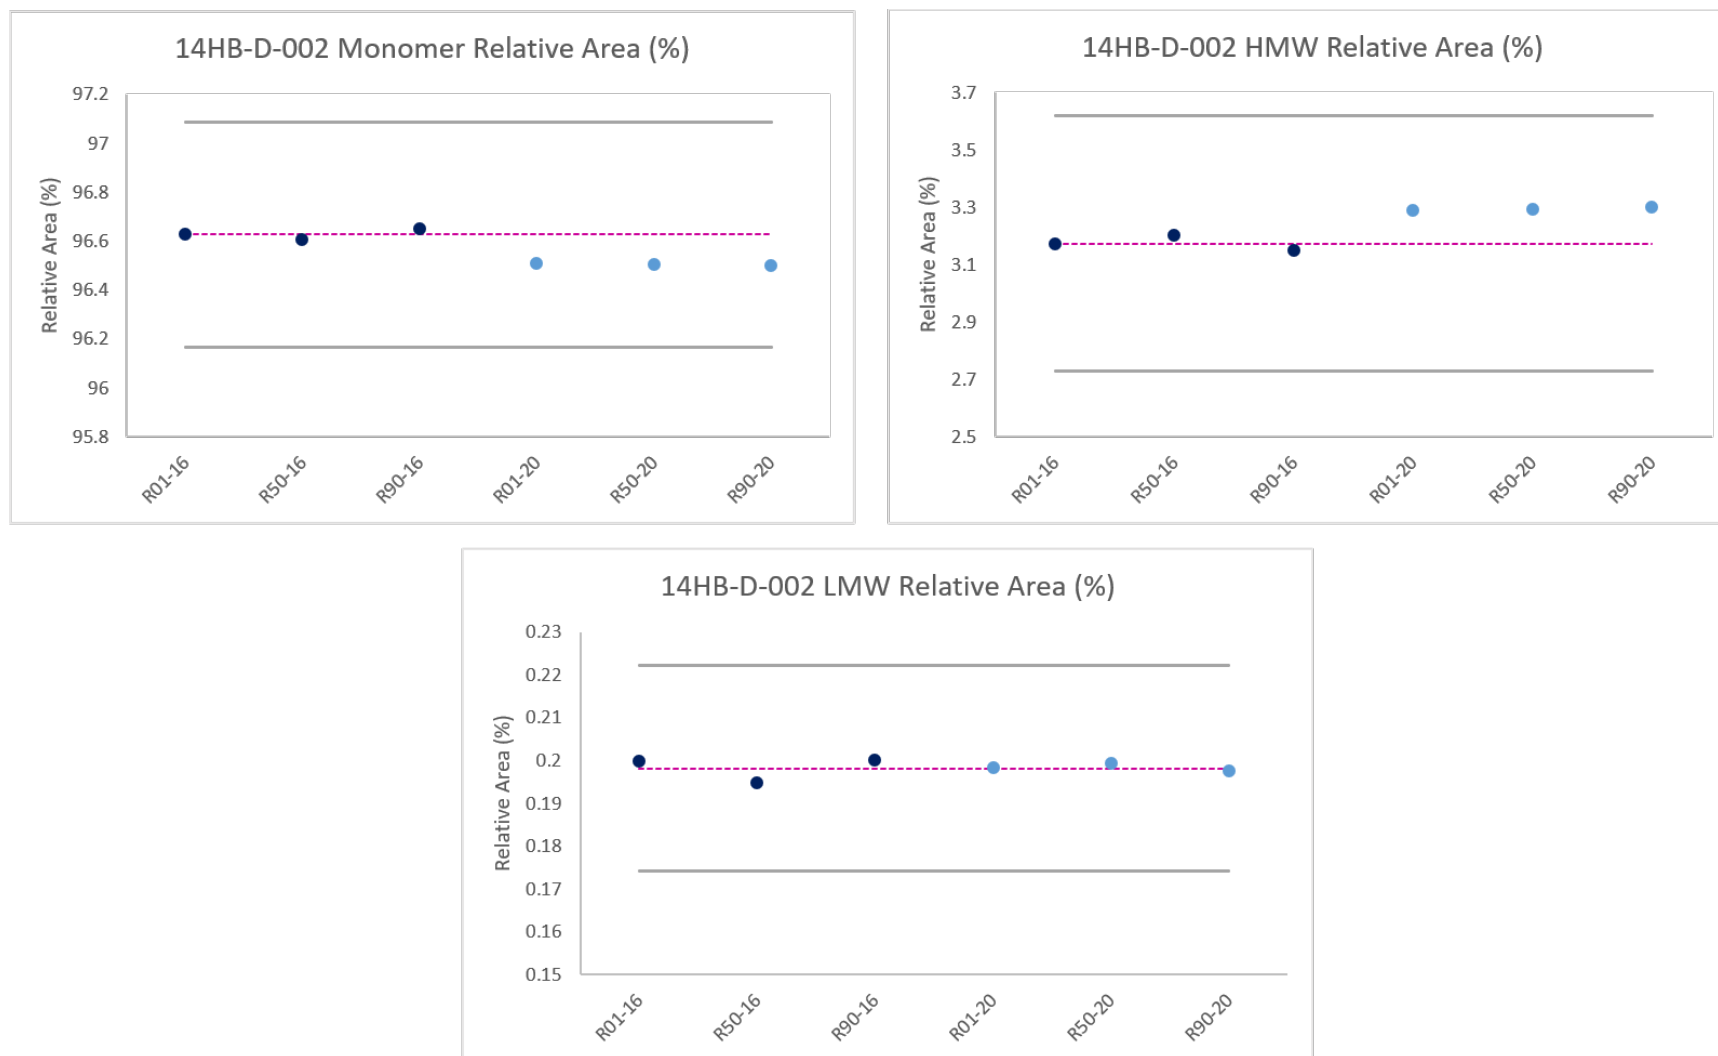 14HB-D-002 Monomer Relative Area (%)
Relative Area (%)
97.2
97
96.8
96.6
96.4
96.2
96
95.8
R01-16
R50-16
R90-16
R01-20
R50-20
R90-20
14HB-D-002 HMW Relative Area (%)
Relative Area (%)
3.7
3.5
3.3
3.1
2.9
2.7
2.5
R01-16
R50-16
R90-16
R01-20
R50-20
R90-20
14HB-D-002 LMW Relative Area (%)
Relative Area (%)
0.23
0.22
0.21
0.2
0.19
0.18
0.17
0.16
0.15
R01-16
R50-16
R90-16
R01-20
R50-20
R90-20